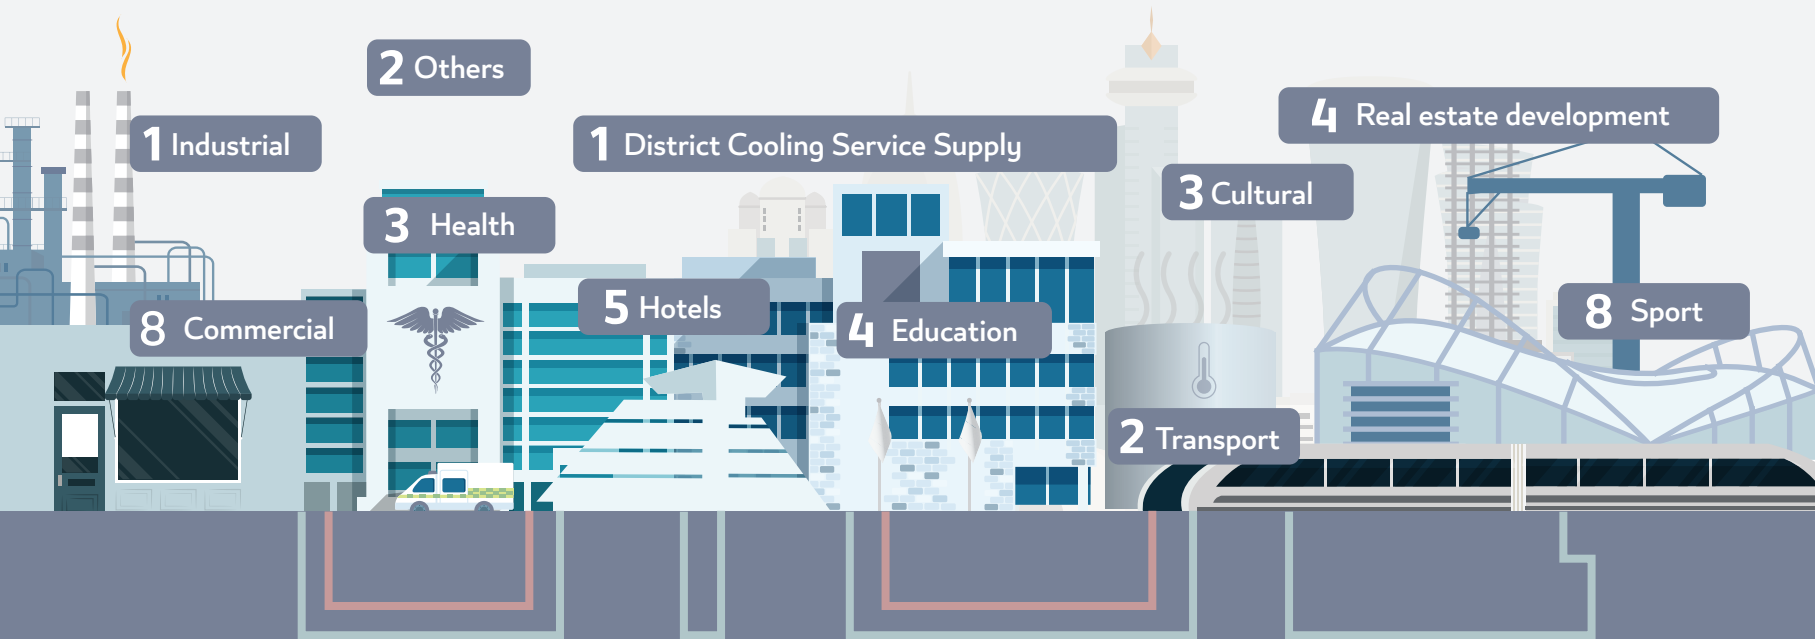 2 Others
1 Industrial
1 District Cooling Service Supply
4 Real estate development
3 Health
3 Cultural
8 Commercial
5 Hotels
4 Education
8 Sport
2 Transport